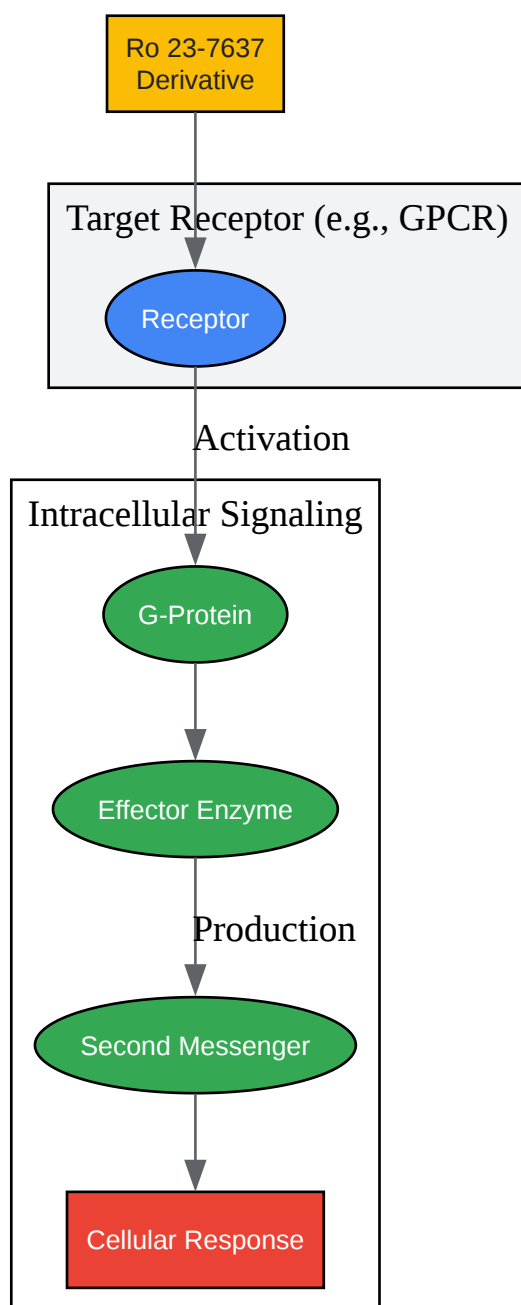 Ro 23-7637
Derivative
Target Receptor (e.g., GPCR)
Receptor
Activation
Intracellular Signaling
G-Protein
Effector Enzyme
Production
Second Messenger
Cellular Response